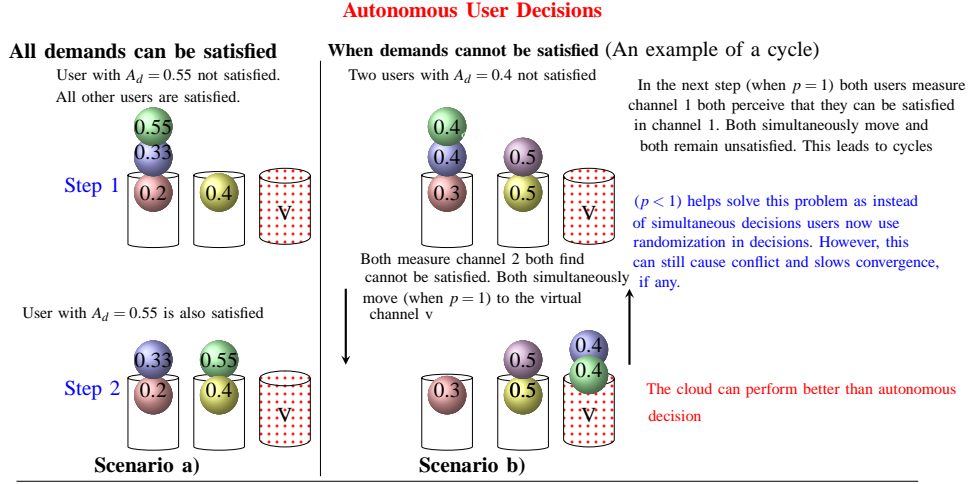 Autonomous User Decisions
All demands can be satisfied
User with A_d = 0.55 not satisfied.
All other users are satisfied.
0.55
0.33
Step 1
0.2
0.4
v
User with A_d = 0.55 is also satisfied
0.33
0.55
Step 2
0.2
0.4
v
Scenario a)
When demands cannot be satisfied (An example of a cycle)
Two users with A_d = 0.4 not satisfied
0.4
0.4
0.5
0.3
0.5
v
Both measure channel 2 both find
cannot be satisfied. Both simultaneously
move (when p = 1) to the virtual
channel v
0.5
0.4
0.3
0.5
0.4
v
Scenario b)
In the next step (when p = 1) both users measure
channel 1 both perceive that they can be satisfied
in channel 1. Both simultaneously move and
both remain unsatisfied. This leads to cycles
(p < 1) helps solve this problem as instead
of simultaneous decisions users now use
randomization in decisions. However, this
can still cause conflict and slows convergence,
if any.
The cloud can perform better than autonomous
decision